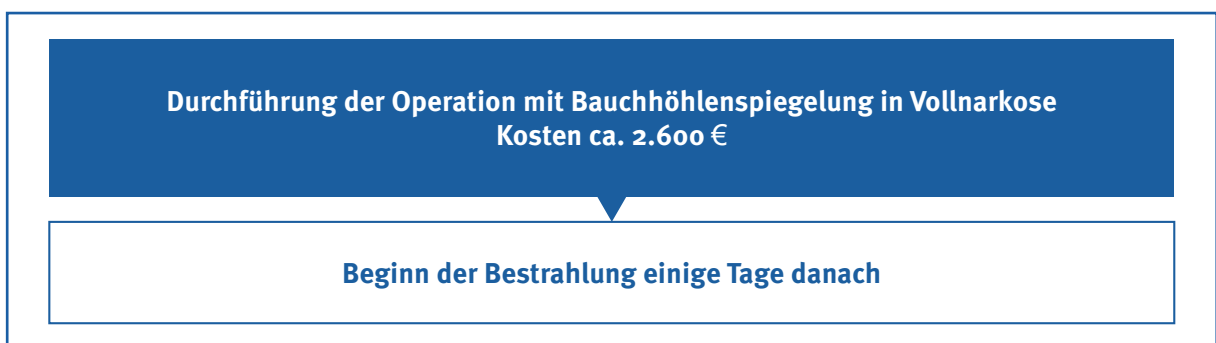 Durchführung der Operation mit Bauchhöhlenspiegelung in Vollnarkose
Kosten ca. 2.600 €
Beginn der Bestrahlung einige Tage danach